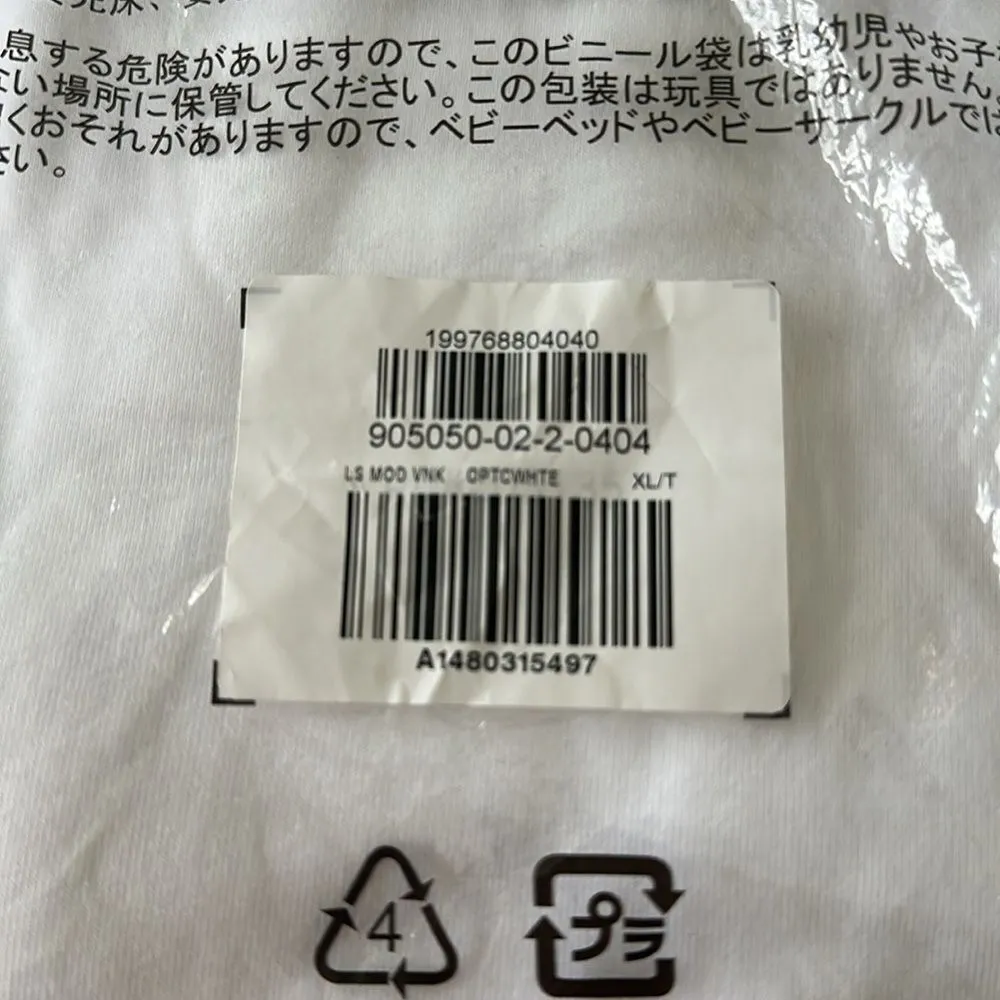 息する危険がありますので、このビニール袋は乳幼児やお子
ない場所に保管してください。この包装は玩具ではありません。
くおそれがありますので、ベビーベッドやベビーサークルでは
さい。
199768804040
905050-02-2-0404
LS MOD VNK OPTCWHTE XL/T
A1480315497
4
プラ